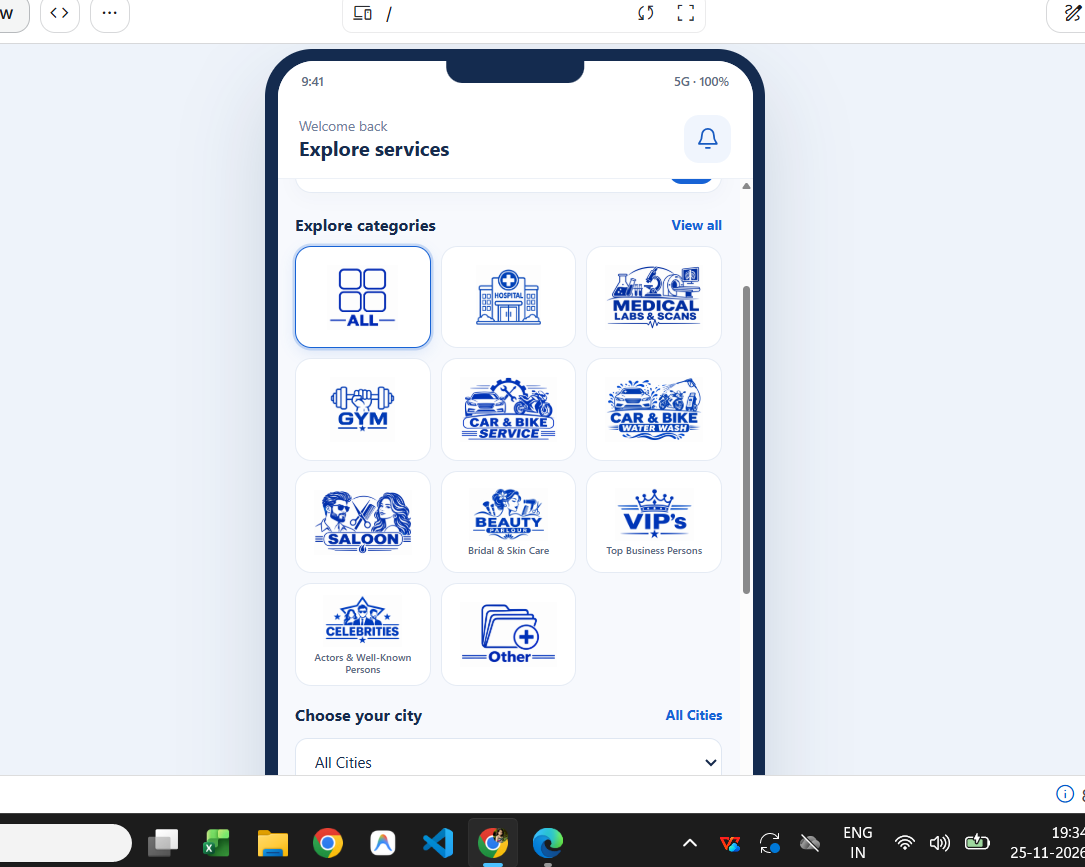 W
/
9:41
5G · 100%
Welcome back
Explore services
Explore categories
View all
ALL
HOSPITAL
MEDICAL
LABS & SCANS
GYM
CAR & BIKE
SERVICE
CAR & BIKE
WATER WASH
SALOON
BEAUTY
PARLOUR
Bridal & Skin Care
VIP's
Top Business Persons
CELEBRITIES
Actors & Well-Known
Persons
Other
Choose your city
All Cities
All Cities
ENG
IN
19:34
25-11-2026